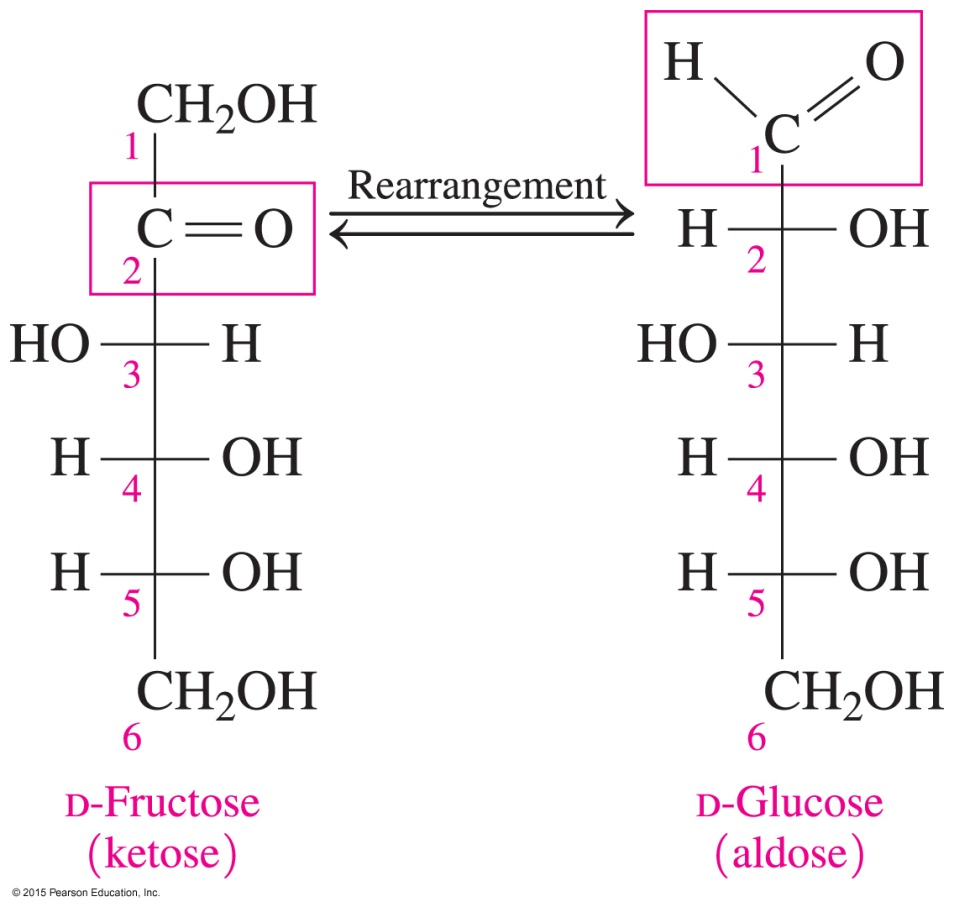 CH₂OH
1
C=O
2
HO H
3
H OH
4
H OH
5
CH₂OH
6
D-Fructose
(ketose)
Rearrangement
H O
C
1
H OH
2
HO H
3
H OH
4
H OH
5
CH₂OH
6
D-Glucose
(aldose)
© 2015 Pearson Education, Inc.